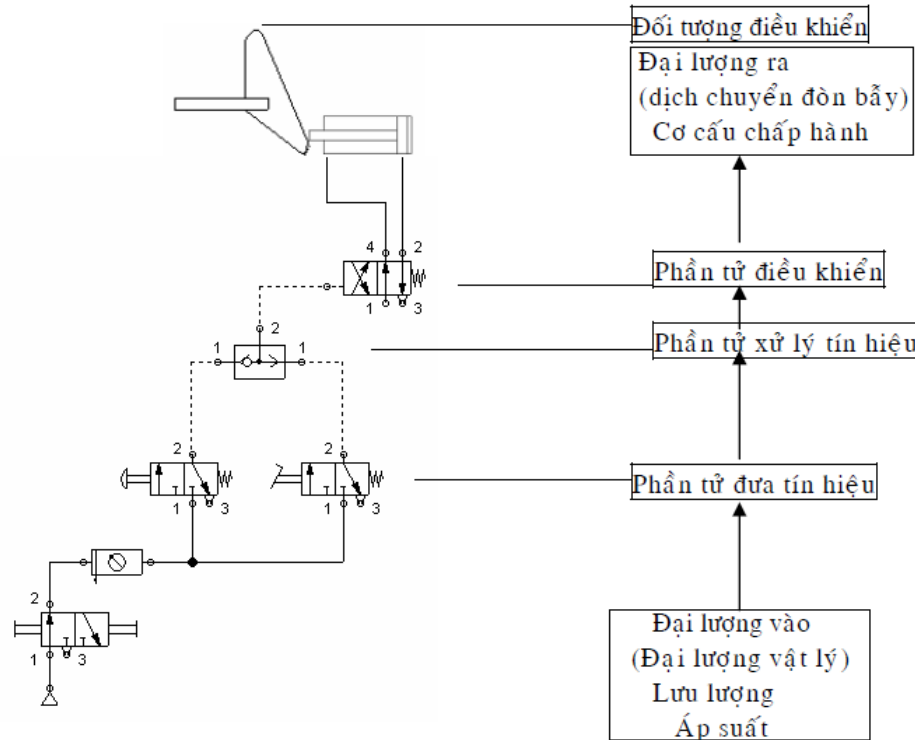 Đối tượng điều khiển
Đại lượng ra
(dịch chuyển đòn bẫy)
Cơ cấu chấp hành
4 2
1 3
Phần tử điều khiển
2
1 1
Phần tử xử lý tín hiệu
2 2
1 3 1 3
Phần tử đưa tín hiệu
2
1 3
Đại lượng vào
(Đại lượng vật lý)
Lưu lượng
Áp suất